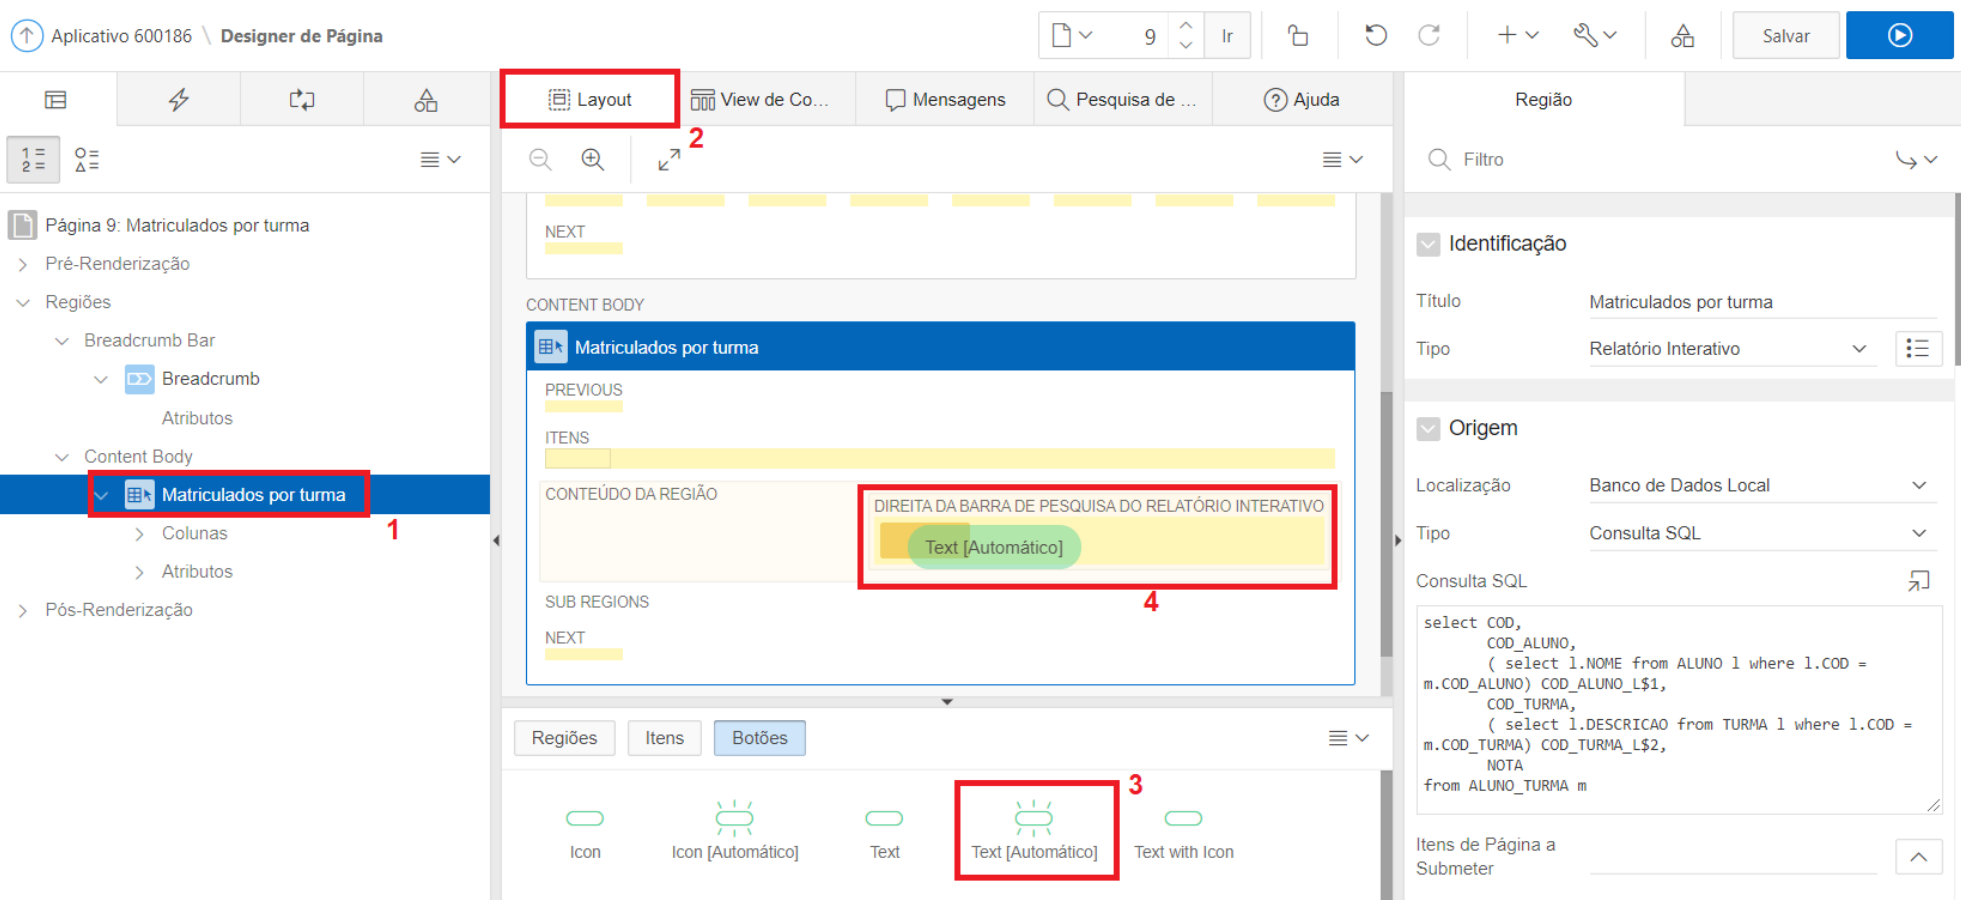 Aplicativo 600186 \ Designer de Página
9
Ir
Salvar
Layout
View de Co...
Mensagens
Pesquisa de ...
Ajuda
Região
2
Filtro
Página 9: Matriculados por turma
Pré-Renderização
Regiões
Breadcrumb Bar
Breadcrumb
Atributos
Content Body
Matriculados por turma
1
Colunas
Atributos
Pós-Renderização
NEXT
CONTENT BODY
Matriculados por turma
PREVIOUS
ITENS
CONTEÚDO DA REGIÃO
DIREITA DA BARRA DE PESQUISA DO RELATÓRIO INTERATIVO
Text [Automático]
4
SUB REGIONS
NEXT
Regiões
Itens
Botões
3
Icon
Icon [Automático]
Text
Text [Automático]
Text with Icon
Identificação
Título
Matriculados por turma
Tipo
Relatório Interativo
Origem
Localização
Banco de Dados Local
Tipo
Consulta SQL
Consulta SQL
select COD,
COD_ALUNO,
( select l.NOME from ALUNO l where l.COD =
m.COD_ALUNO) COD_ALUNO_L$1,
COD_TURMA,
( select l.DESCRICAO from TURMA l where l.COD =
m.COD_TURMA) COD_TURMA_L$2,
NOTA
from ALUNO_TURMA m
Itens de Página a
Submeter